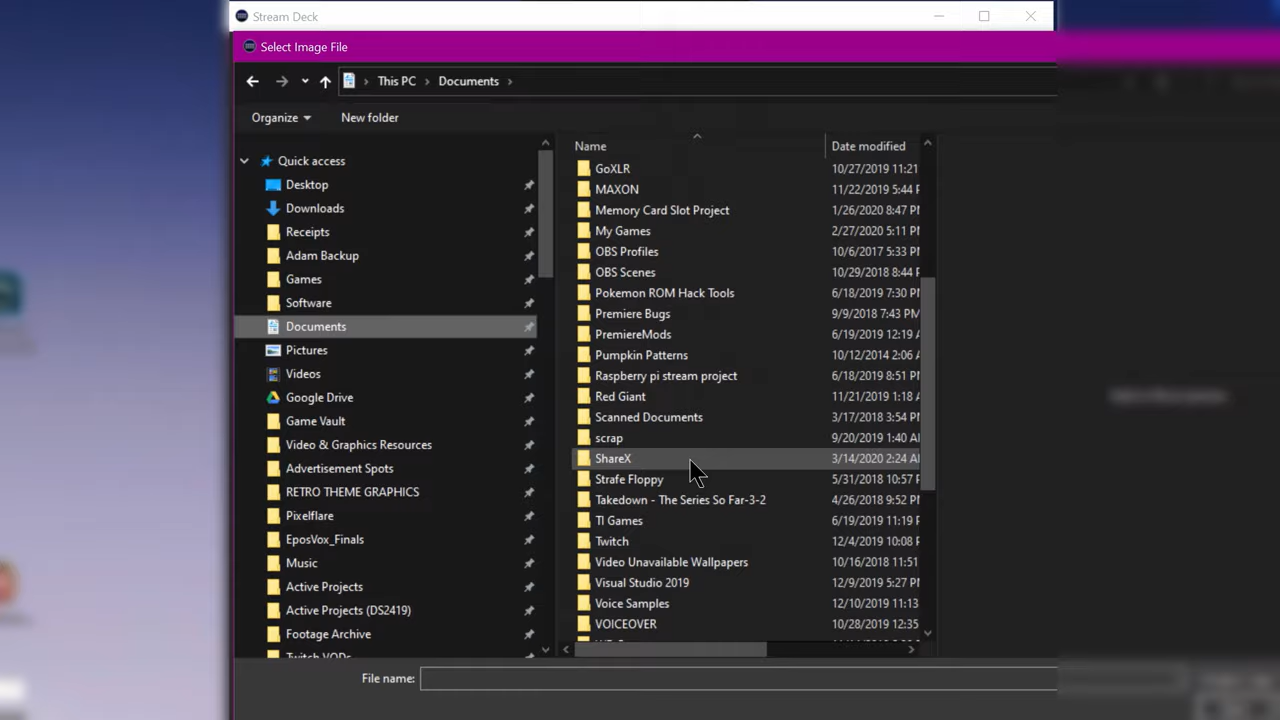 Stream Deck
Select Image File
This PC > Documents >
Organize
New folder
Name
Date modified
Quick access
Desktop
Downloads
Receipts
Adam Backup
Games
Software
Documents
Pictures
Videos
Google Drive
Game Vault
Video & Graphics Resources
Advertisement Spots
RETRO THEME GRAPHICS
Pixelflare
EposVox_Finals
Music
Active Projects
Active Projects (DS2419)
Footage Archive
Twitch VODs
GoXLR 10/27/2019 11:21
MAXON 11/22/2019 5:44 P
Memory Card Slot Project 1/26/2020 8:47 P
My Games 2/27/2020 5:11 P
OBS Profiles 10/6/2017 5:33 P
OBS Scenes 10/29/2018 8:44 P
Pokemon ROM Hack Tools 6/18/2019 7:30 P
Premiere Bugs 9/9/2018 7:43 PM
PremiereMods 6/19/2019 12:19 A
Pumpkin Patterns 10/12/2014 2:06 A
Raspberry pi stream project 6/18/2019 8:51 P
Red Giant 11/21/2019 1:18 A
Scanned Documents 3/17/2018 3:54 P
scrap 9/20/2019 1:40 A
ShareX 3/14/2020 2:24 A
Strafe Floppy 5/31/2018 10:57 P
Takedown - The Series So Far-3-2 4/26/2018 9:52 P
TI Games 6/19/2019 11:19 P
Twitch 12/4/2019 10:08 P
Video Unavailable Wallpapers 10/16/2018 11:51
Visual Studio 2019 12/9/2019 5:27 P
Voice Samples 12/10/2019 11:13
VOICEOVER 10/28/2019 12:35
File name: